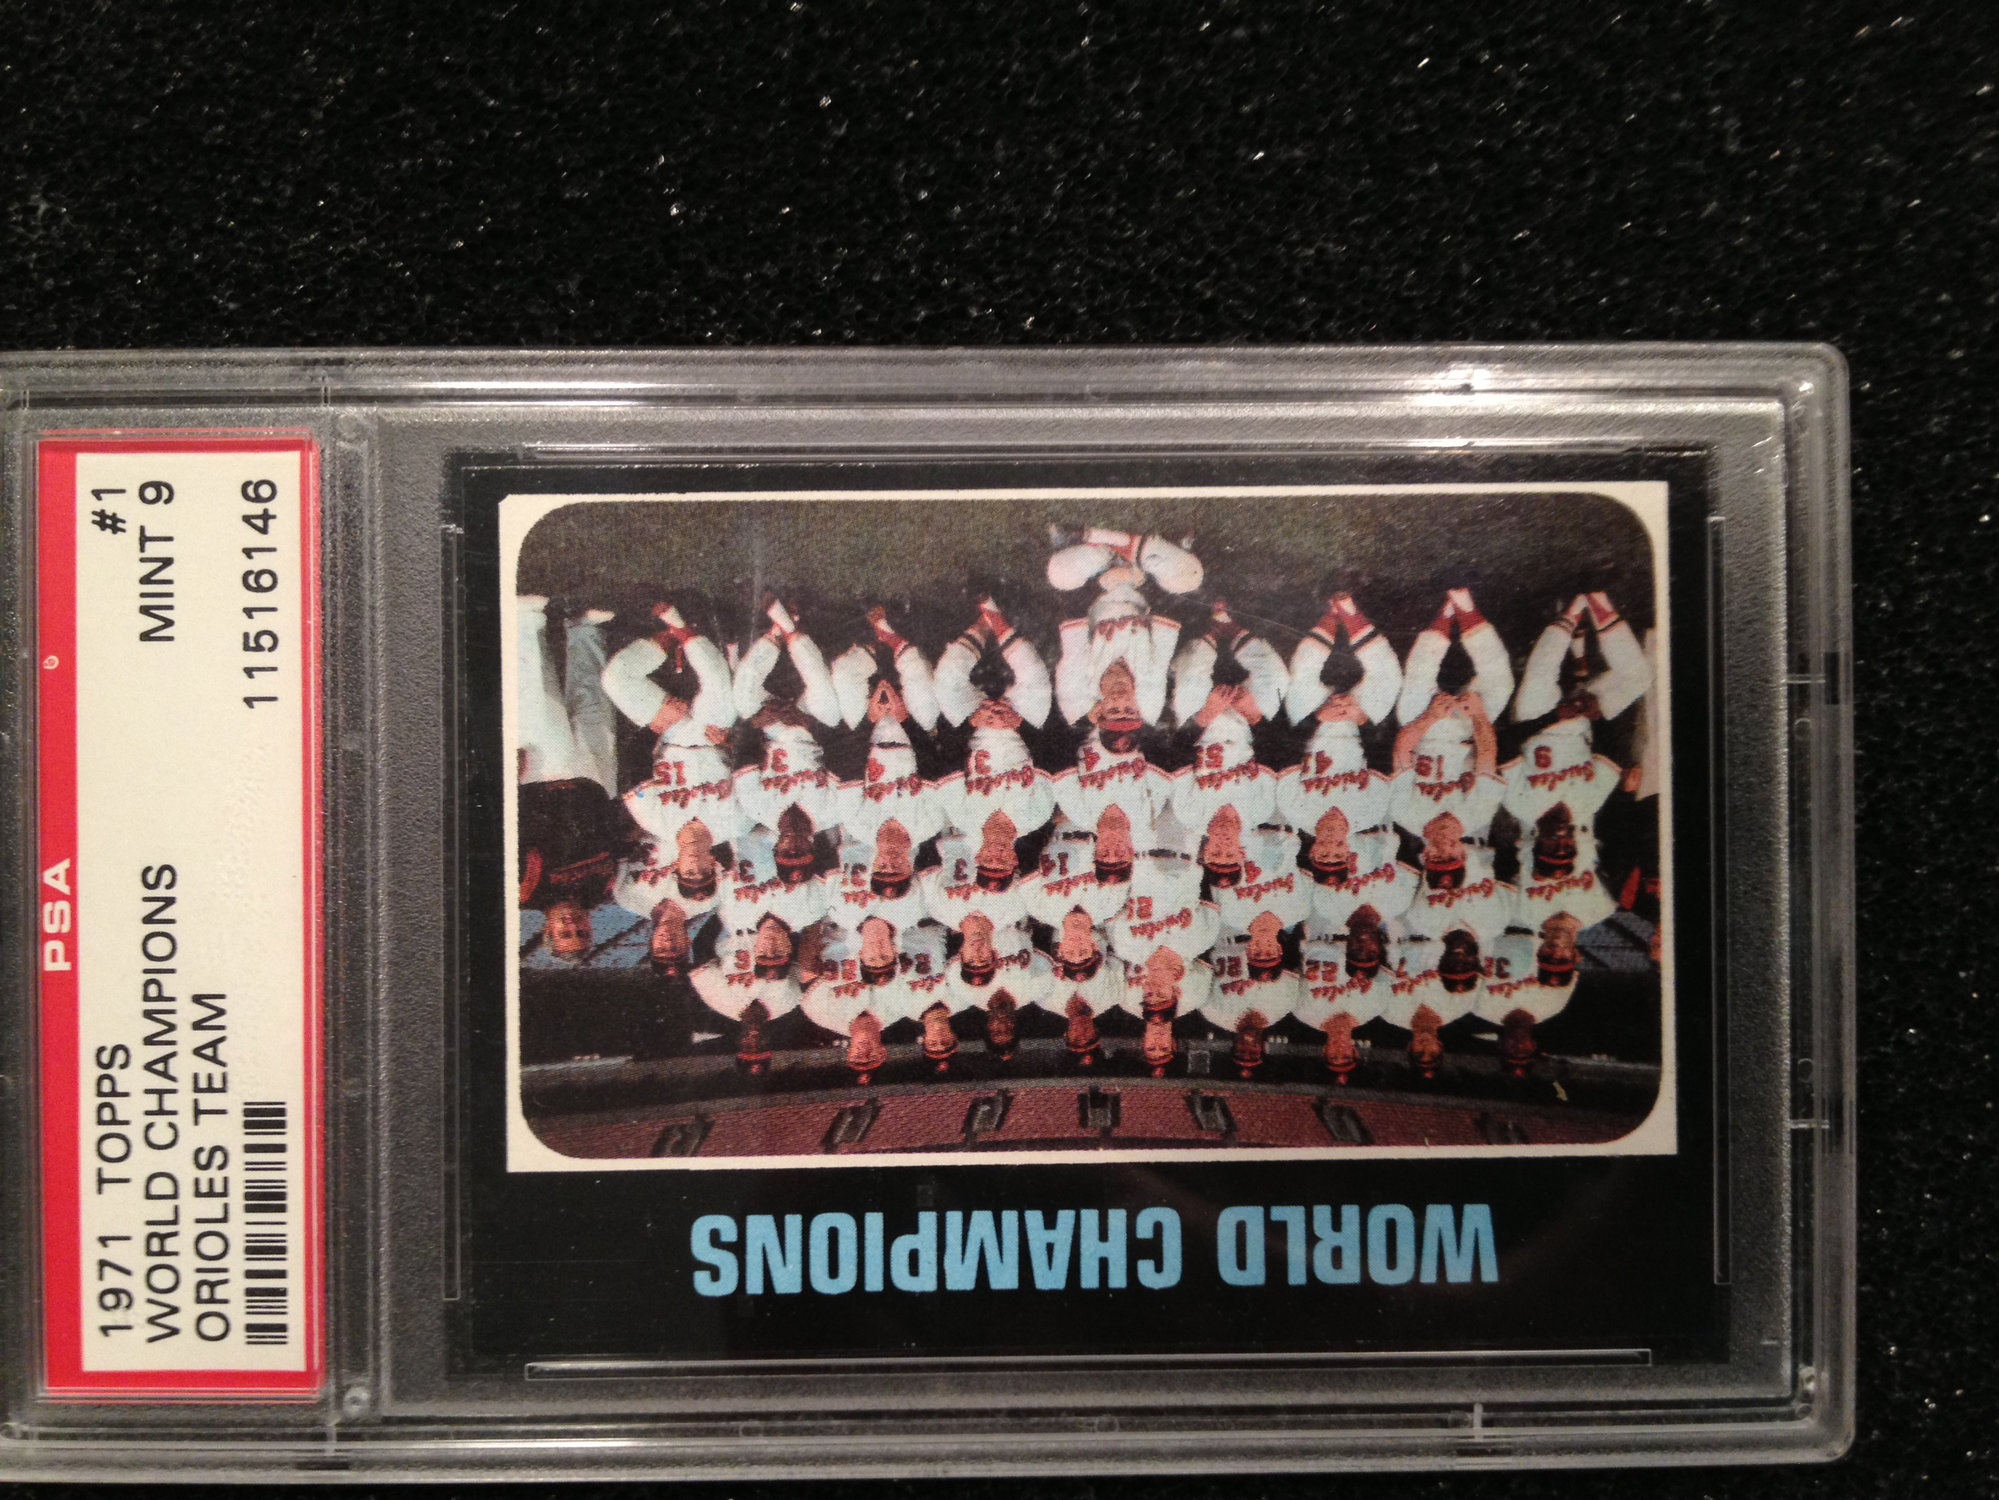 PSA
1971 TOPPS #1
WORLD CHAMPIONS MINT 9
ORIOLES TEAM
11516146
WORLD CHAMPIONS